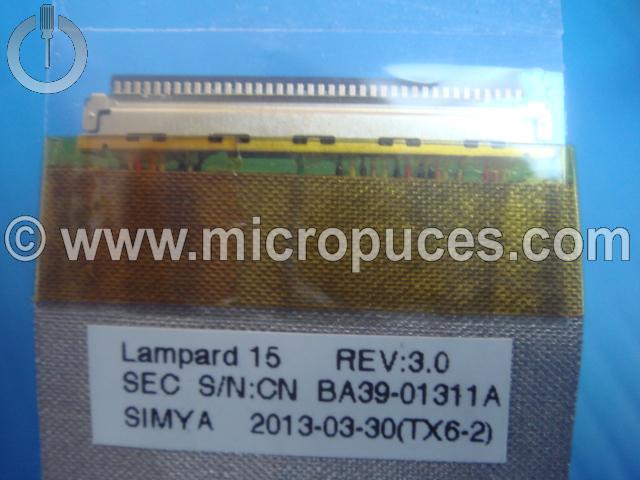 © www.micropuces.com
Lampard 15 REV:3.0
SEC S/N:CN BA39-01311A
SIMYA 2013-03-30(TX6-2)